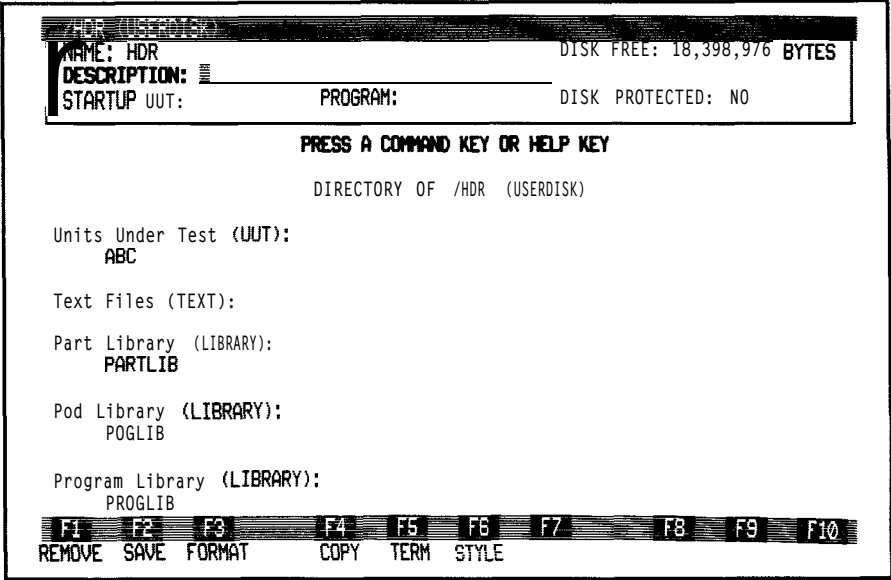 /HDR (USERDISK)
NAME: HDR DISK FREE: 18,398,976 BYTES
DESCRIPTION:
STARTUP UUT: PROGRAM: DISK PROTECTED: NO
PRESS A COMMAND KEY OR HELP KEY
DIRECTORY OF /HDR (USERDISK)
Units Under Test (UUT):
ABC
Text Files (TEXT):
Part Library (LIBRARY):
PARTLIB
Pod Library (LIBRARY):
POGLIB
Program Library (LIBRARY):
PROGLIB
F1 F2 F3 F4 F5 F6 F7 F8 F9 F10
REMOVE SAVE FORMAT COPY TERM STYLE